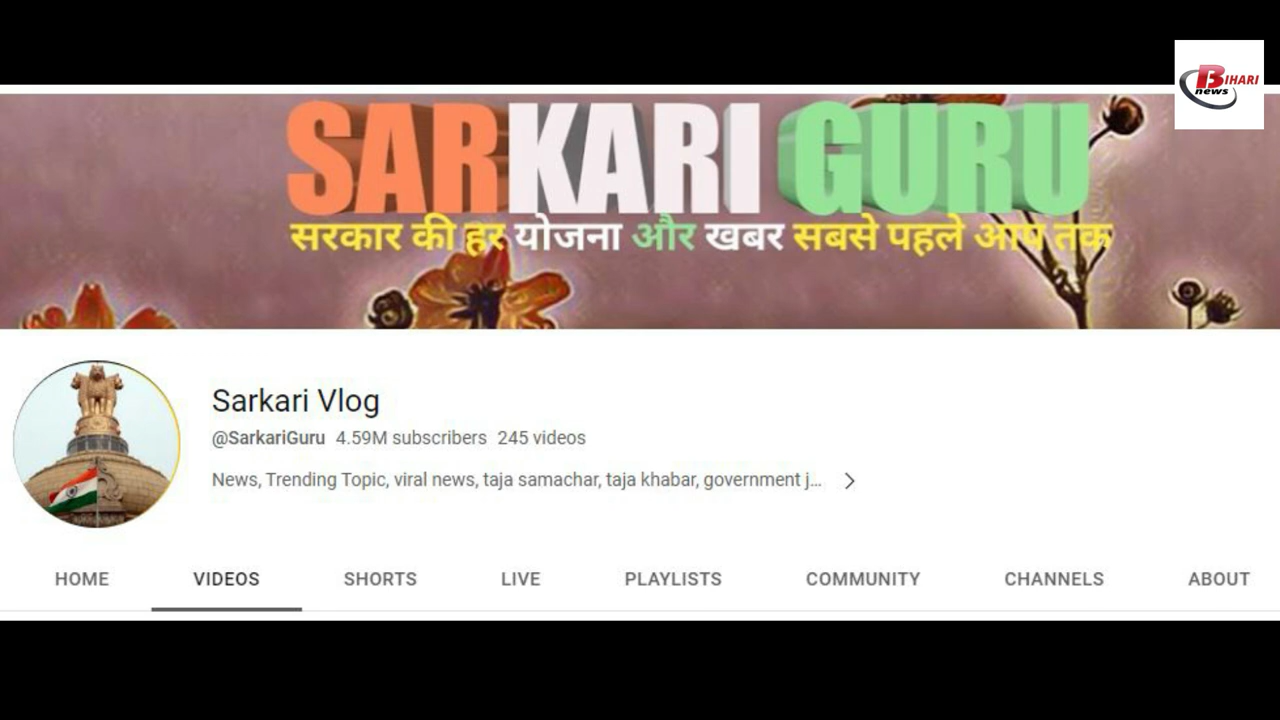 BIHARI
news
SARKARI GURU
सरकार की हर योजना और खबर सबसे पहले आप तक
Sarkari Vlog
@SarkariGuru 4.59M subscribers 245 videos
News, Trending Topic, viral news, taja samachar, taja khabar, government j...
HOME VIDEOS SHORTS LIVE PLAYLISTS COMMUNITY CHANNELS ABOUT